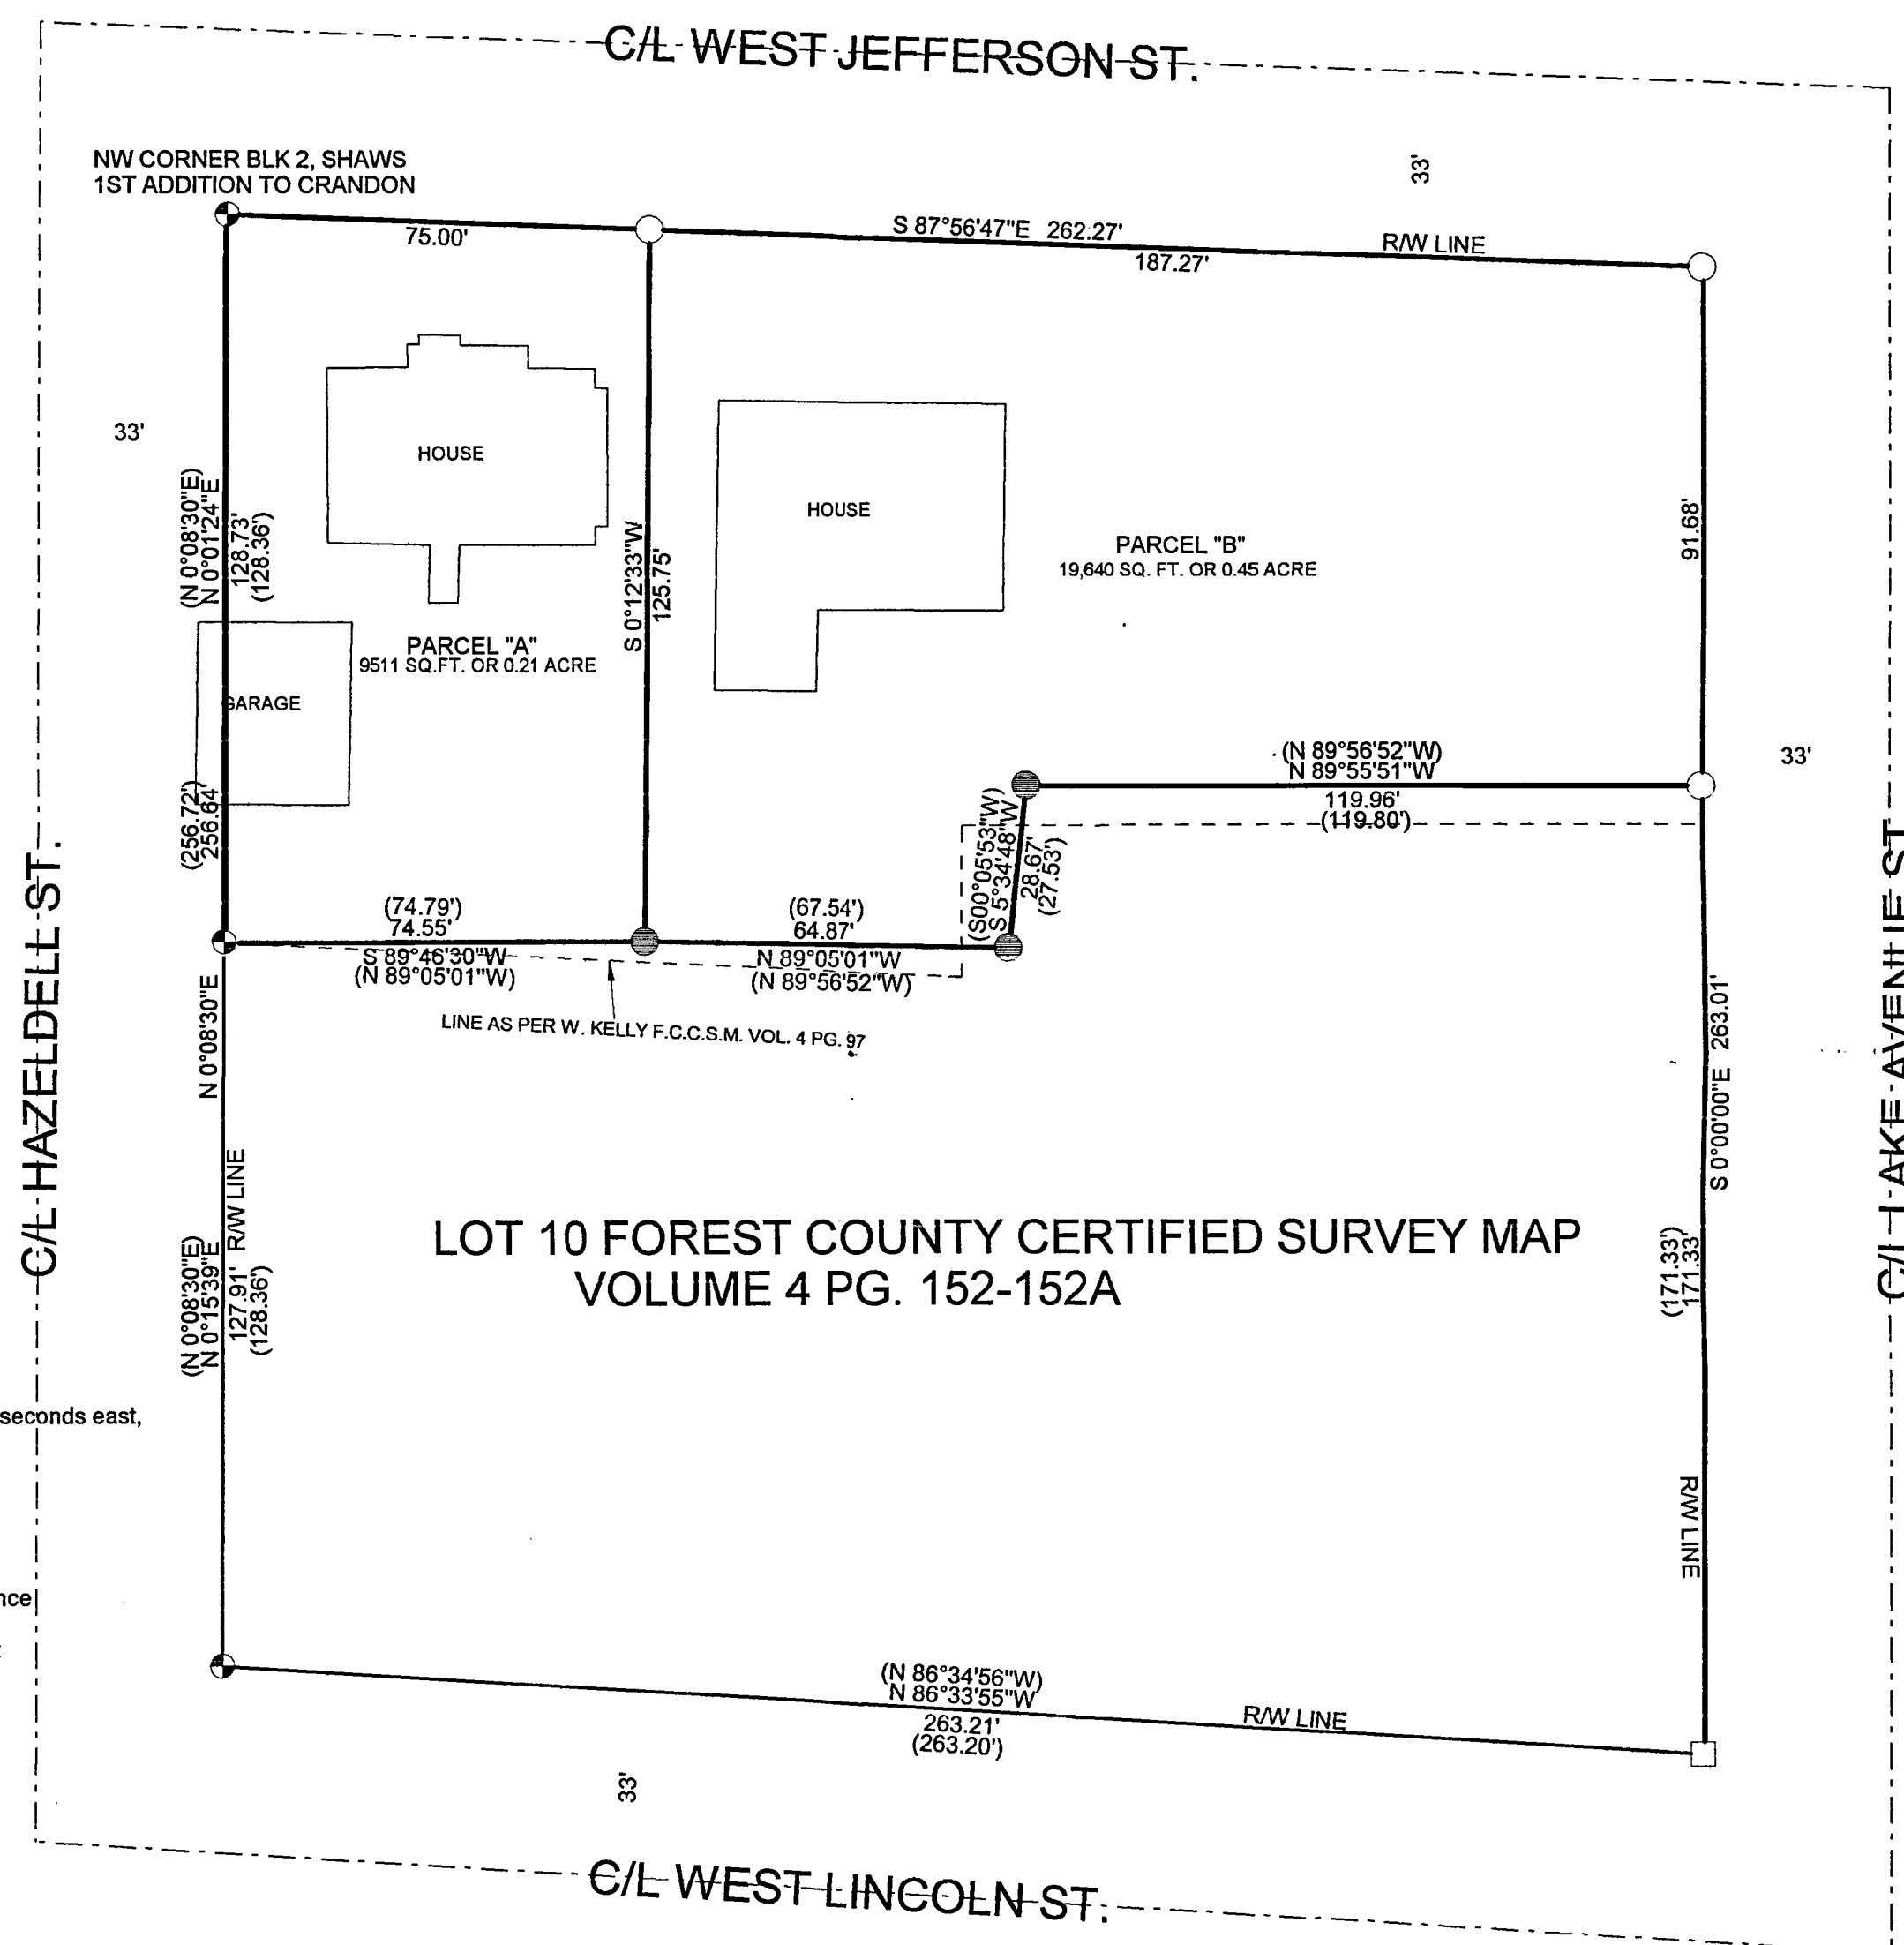 C/L WEST JEFFERSON ST.
NW CORNER BLK 2, SHAWS
1ST ADDITION TO CRANDON
33'
75.00'
S 87°56'47"E 262.27'
187.27'
R/W LINE
33'
HOUSE
HOUSE
(N 0°08'30"E)
N 0°01'24"E
128.73'
(128.36')
S 0°12'33"W
125.75'
91.68'
PARCEL "B"
19,640 SQ. FT. OR 0.45 ACRE
PARCEL "A"
9511 SQ.FT. OR 0.21 ACRE
GARAGE
(256.72')
256.64'
(N 89°56'52"W)
N 89°55'51"W
119.96'
(119.80')
33'
(S00°05'53"W)
S 5°34'48"W
28.67'
(27.53')
(74.79')
74.55'
S 89°46'30"W
(N 89°05'01"W)
(67.54')
64.87'
N 89°05'01"W
(N 89°56'52"W)
LINE AS PER W. KELLY F.C.C.S.M. VOL. 4 PG. 97
C/L HAZELDELL ST.
N 0°08'30"E
R/W LINE
S 0°00'00"E 263.01'
C/L LAKE AVENUE ST.
LOT 10 FOREST COUNTY CERTIFIED SURVEY MAP
VOLUME 4 PG. 152-152A
(N 0°08'30"E)
N 0°15'39"E
127.91'
(128.36')
(171.33')
171.33'
seconds east,
R/W LINE
nce
(N 86°34'56"W)
N 86°33'55"W
263.21'
(263.20')
R/W LINE
33'
C/L WEST LINCOLN ST.